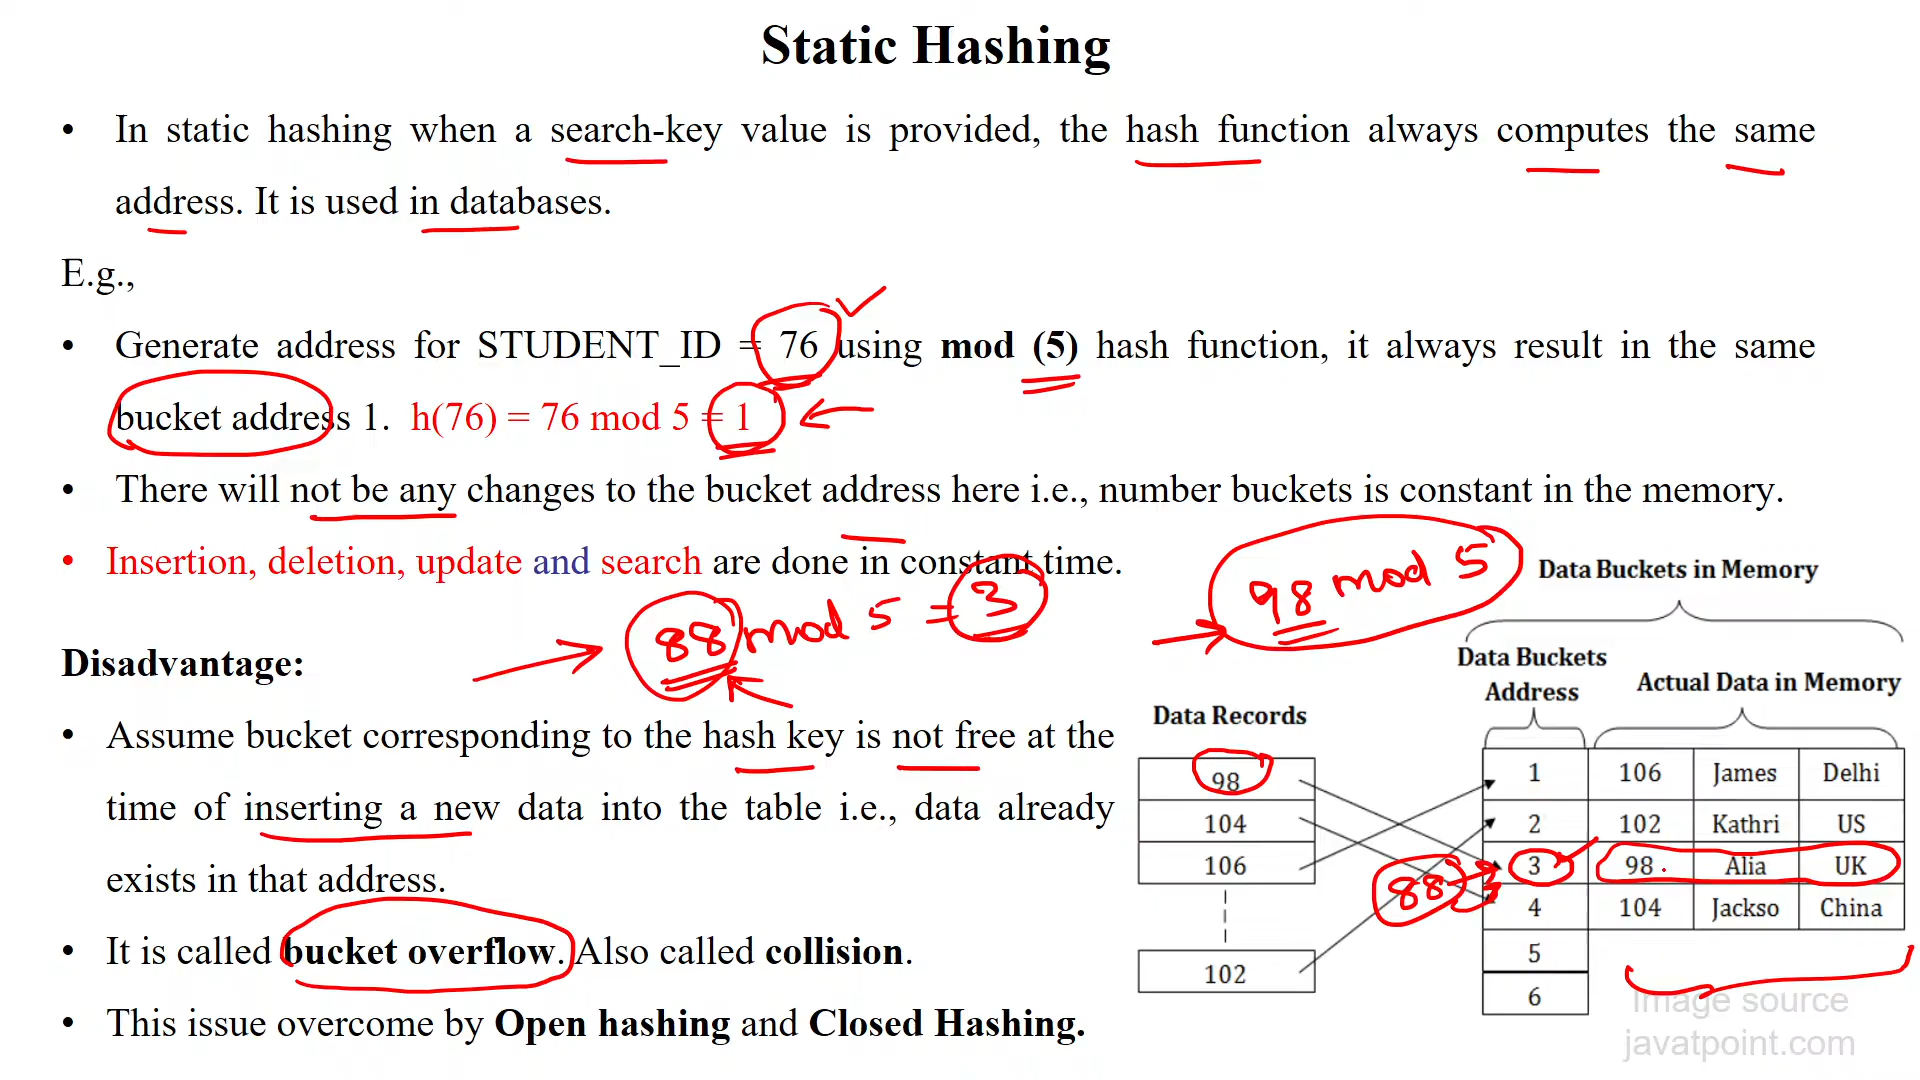 Static Hashing
• In static hashing when a search-key value is provided, the hash function always computes the same
address. It is used in databases.
E.g.,
• Generate address for STUDENT_ID = 76 using mod (5) hash function, it always result in the same
bucket address 1. h(76) = 76 mod 5 = 1
• There will not be any changes to the bucket address here i.e., number buckets is constant in the memory.
• Insertion, deletion, update and search are done in constant time.
88 mod 5 = 3
98 mod 5
Disadvantage:
• Assume bucket corresponding to the hash key is not free at the
time of inserting a new data into the table i.e., data already
exists in that address.
• It is called bucket overflow. Also called collision.
• This issue overcome by Open hashing and Closed Hashing.
Data Buckets in Memory
Data Buckets
Address
Actual Data in Memory
Data Records
98
104
106
102
88
3
1 106 James Delhi
2 102 Kathri US
3 98 Alia UK
4 104 Jackso China
5
6
Image source
javatpoint.com